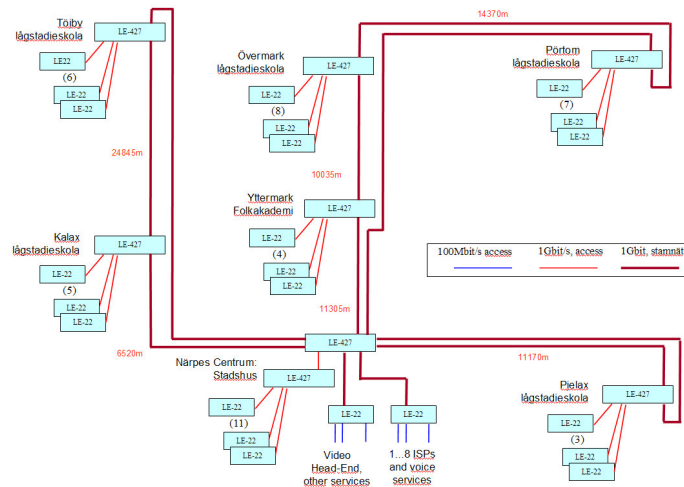 14370m
Töjby
lågstadieskola
LE-427
LE22
(6)
LE-22
LE-22
Övermark
lågstadieskola
LE-427
LE-22
(8)
LE-22
LE-22
Pörtom
lågstadieskola
LE-427
LE-22
(7)
LE-22
LE-22
24845m
10035m
Yttermark
Folkakademi
LE-427
LE-22
(4)
LE-22
LE-22
Kalax
lågstadieskola
LE-427
LE-22
(5)
LE-22
LE-22
100Mbit/s access
1Gbit/s, access
1Gbit, stamnät
11305m
LE-427
6520m
11170m
Närpes Centrum:
Stadshus
LE-427
LE-22
(11)
LE-22
LE-22
LE-22
Video
Head-End,
other services
LE-22
1...8 ISPs
and voice
services
Pjelax
lågstadieskola
LE-427
LE-22
(3)
LE-22
LE-22